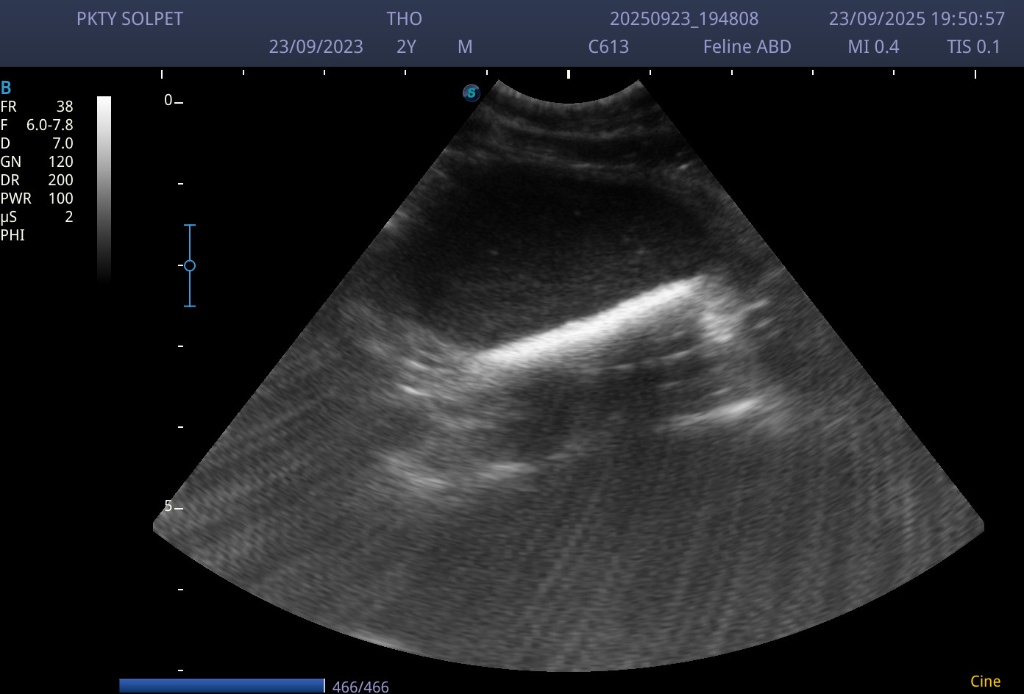 PKTY SOLPET THO 20250923_194808 23/09/2025 19:50:57
23/09/2023 2Y M C613 Feline ABD MI 0.4 TIS 0.1
B
FR 38
F 6.0-7.8
D 7.0
GN 120
DR 200
PWR 100
µS 2
PHI
S
0
5
466/466
Cine